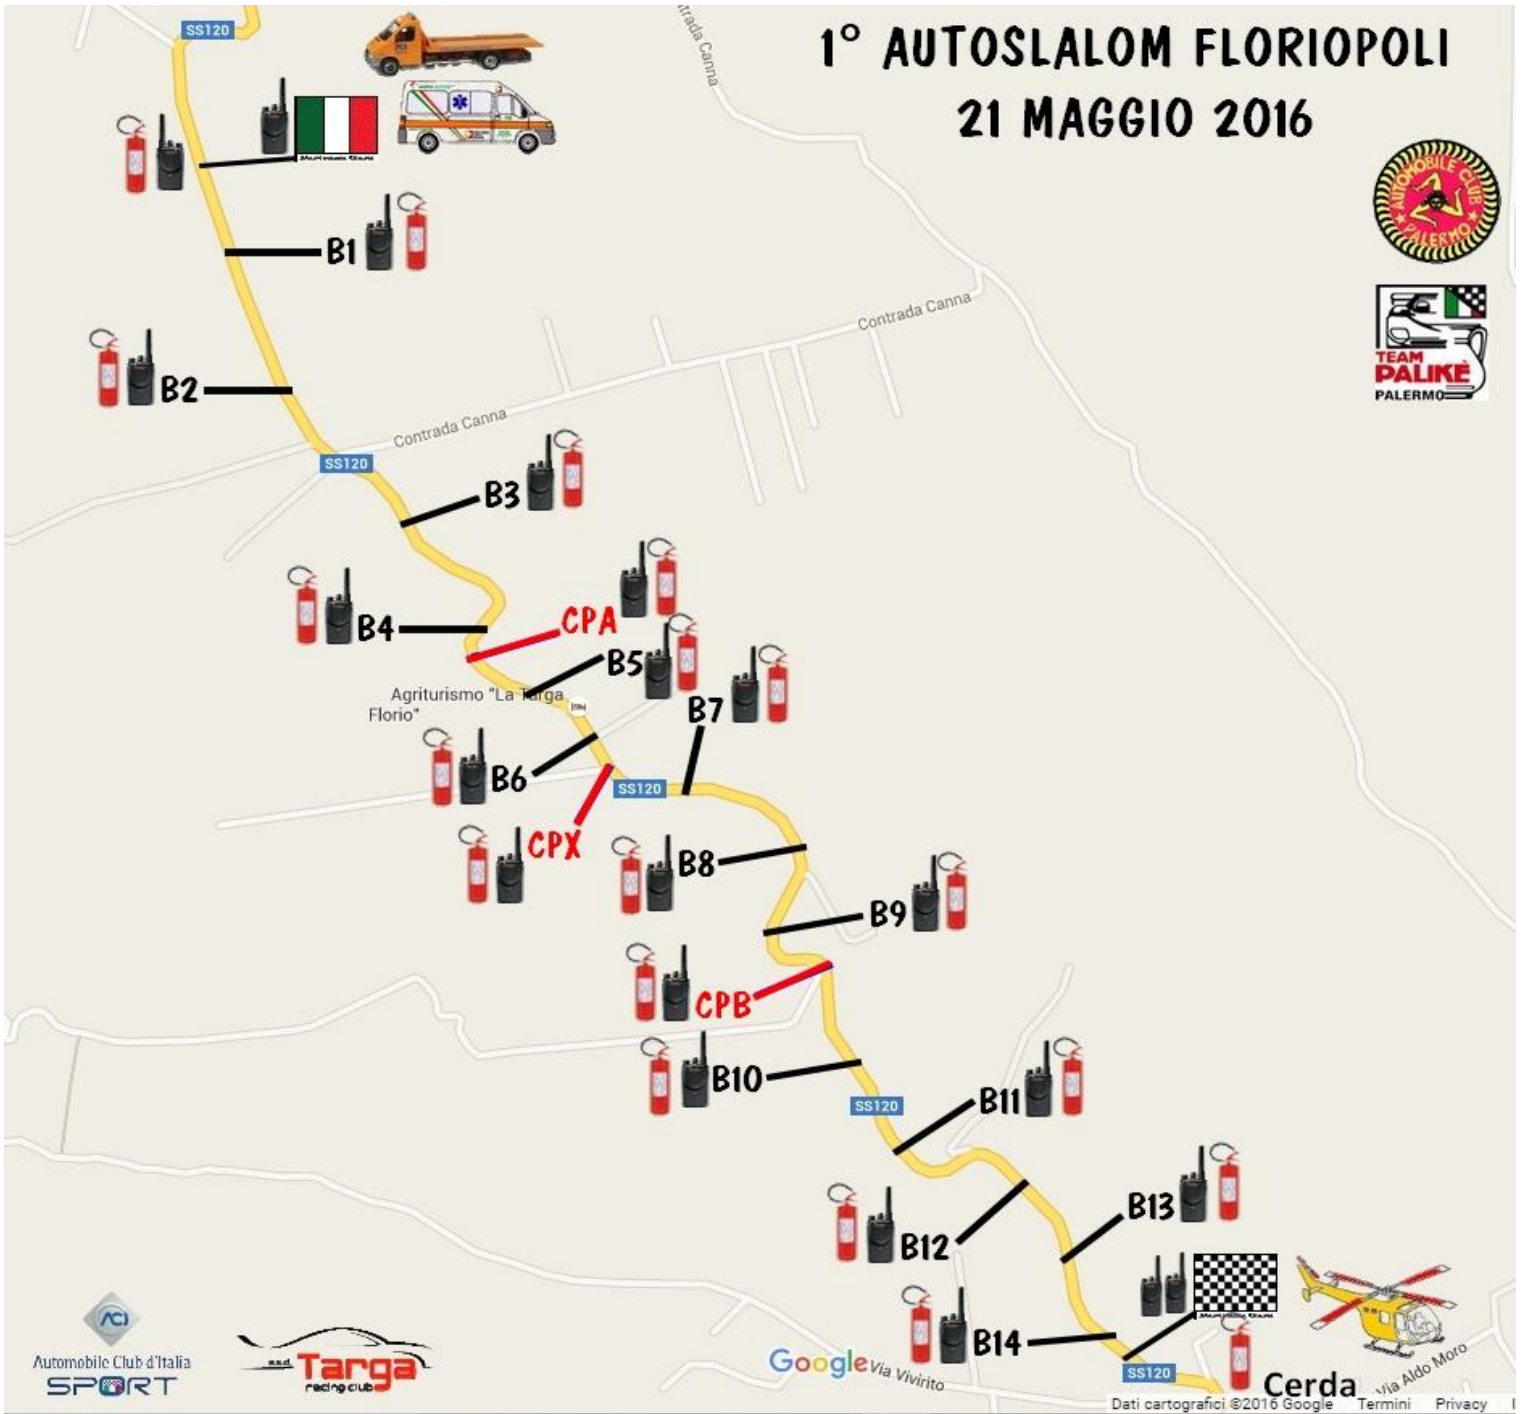 SS120
1° AUTOSLALOM FLORIOPOLI
21 MAGGIO 2016
trada Canna
AUTOMOBILE CLUB
PALERMO
B1
Contrada Canna
TEAM
PALIKÈ
PALERMO
B2
Contrada Canna
SS120
B3
CPA
B4
B5
Agriturismo "La Targa
Florio"
B7
B6
SS120
CPX
B8
B9
CPB
B10
SS120
B11
B13
B12
B14
ACI
Automobile Club d'Italia
SPORT
a.s.d. Targa
racing club
Google
Via Vivirito
SS120
Cerda
Via Aldo Moro
Dati cartografici ©2016 Google Termini Privacy